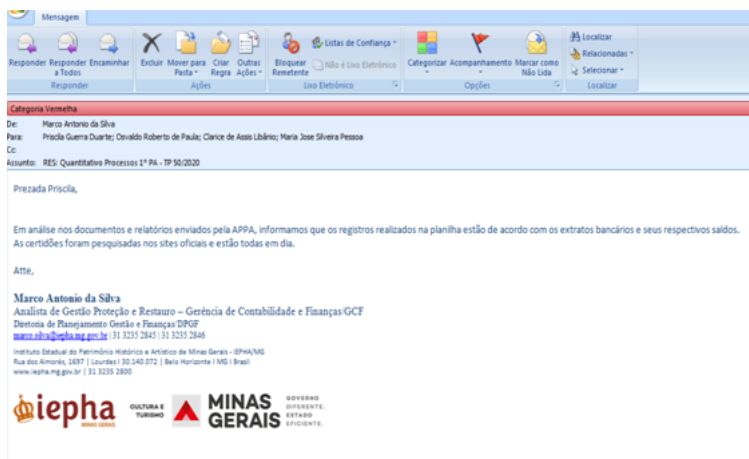 Mensagem
Responder Responder a Todos Encaminhar
Responder
Excluir Mover para Pasta Criar Regra Outras Ações
Ações
Bloquear Remetente Listas de Confiança Não é Lixo Eletrônico
Lixo Eletrônico
Categorizar Acompanhamento Marcar como Não Lida
Opções
Localizar
Relacionadas
Selecionar
Localizar
Categoria Vermelha
De: Marco Antonio da Silva
Para: Priscila Guerra Duarte; Osvaldo Roberto de Paula; Clarice de Assis Libânio; Maria Jose Silveira Pessoa
Cc:
Assunto: RES: Quantitativo Processos 1º PA - TP 50/2020
Prezada Priscila,
Em análise nos documentos e relatórios enviados pela APPA, informamos que os registros realizados na planilha estão de acordo com os extratos bancários e seus respectivos saldos.
As certidões foram pesquisadas nos sites oficiais e estão todas em dia.
Atte,
Marco Antonio da Silva
Analista de Gestão Proteção e Restauro – Gerência de Contabilidade e Finanças/GCF
Diretoria de Planejamento Gestão e Finanças/DPGF
marco.silva@iepha.mg.gov.br | 31 3235 2845 | 31 3235 2846
Instituto Estadual do Patrimônio Histórico e Artístico de Minas Gerais - IEPHA/MG
Rua dos Aimorés, 1697 | Lourdes | 30.140.072 | Belo Horizonte | MG | Brasil
www.iepha.mg.gov.br | 31 3235 2800
iepha
MINAS GERAIS
CULTURA E TURISMO
MINAS GERAIS
GOVERNO
DIFERENTE.
ESTADO
EFICIENTE.